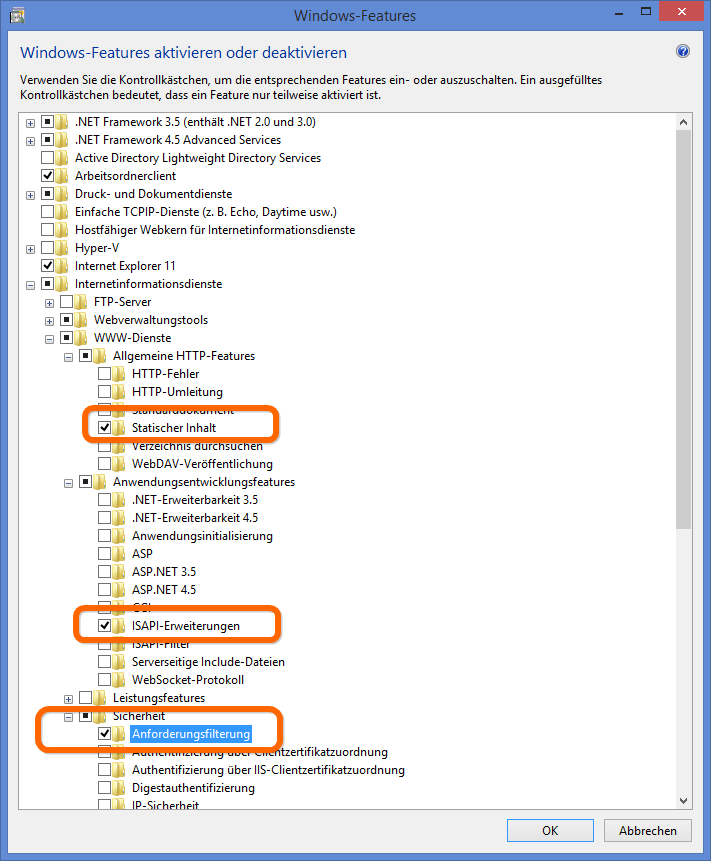 Windows-Features
Windows-Features aktivieren oder deaktivieren
Verwenden Sie die Kontrollkästchen, um die entsprechenden Features ein- oder auszuschalten. Ein ausgefülltes
Kontrollkästchen bedeutet, dass ein Feature nur teilweise aktiviert ist.
.NET Framework 3.5 (enthält .NET 2.0 und 3.0)
.NET Framework 4.5 Advanced Services
Active Directory Lightweight Directory Services
Arbeitsordnerclient
Druck- und Dokumentdienste
Einfache TCPIP-Dienste (z. B. Echo, Daytime usw.)
Hostfähiger Webkern für Internetinformationsdienste
Hyper-V
Internet Explorer 11
Internetinformationsdienste
FTP-Server
Webverwaltungstools
WWW-Dienste
Allgemeine HTTP-Features
HTTP-Fehler
HTTP-Umleitung
Standarddokument
Statischer Inhalt
Verzeichnis durchsuchen
WebDAV-Veröffentlichung
Anwendungsentwicklungsfeatures
.NET-Erweiterbarkeit 3.5
.NET-Erweiterbarkeit 4.5
Anwendungsinitialisierung
ASP
ASP.NET 3.5
ASP.NET 4.5
CGI
ISAPI-Erweiterungen
ISAPI-Filter
Serverseitige Include-Dateien
WebSocket-Protokoll
Leistungsfeatures
Sicherheit
Anforderungsfilterung
Authentifizierung über Clientzertifikatzuordnung
Authentifizierung über IIS-Clientzertifikatzuordnung
Digestauthentifizierung
IP-Sicherheit
OK
Abbrechen